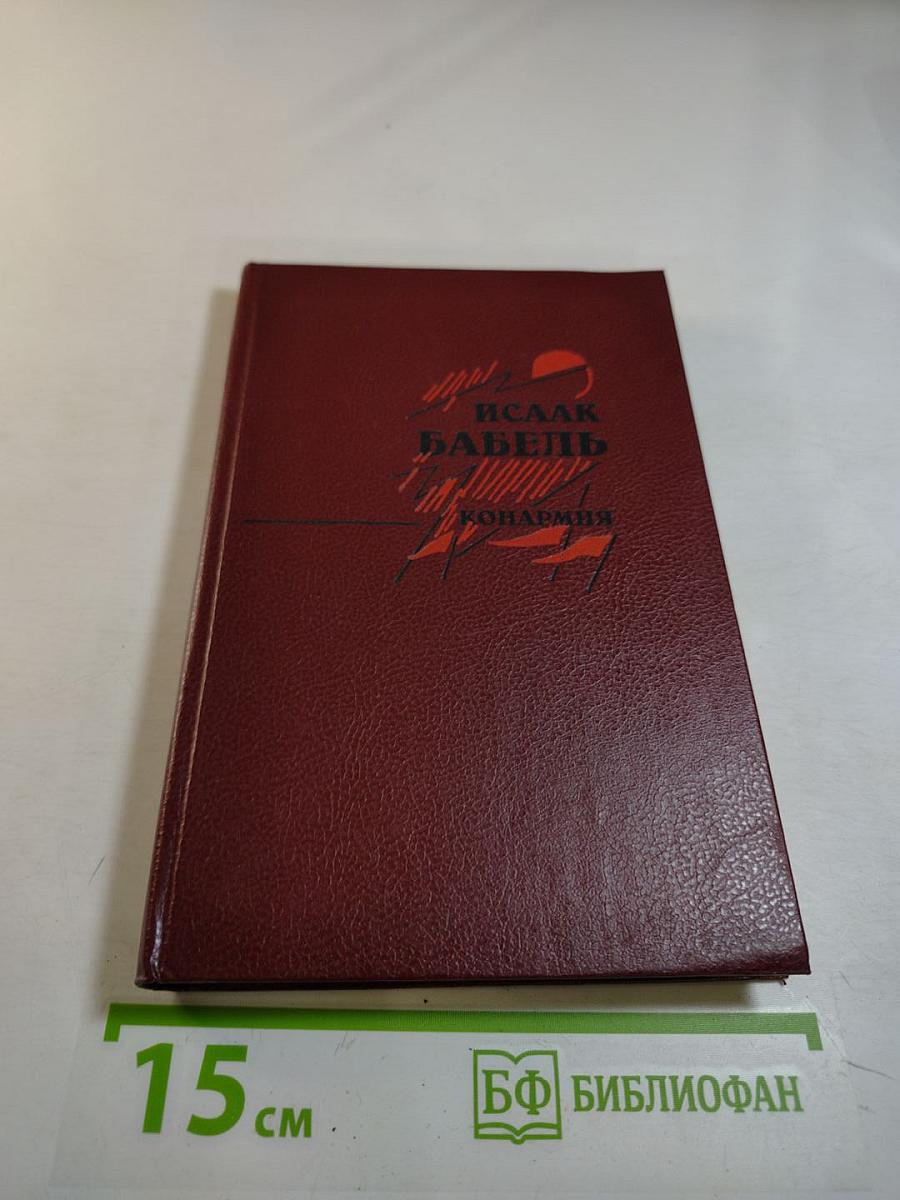 ИСААК
БАБЕЛЬ
КОНАРМИЯ
15 см
БФ БИБЛИОФАН